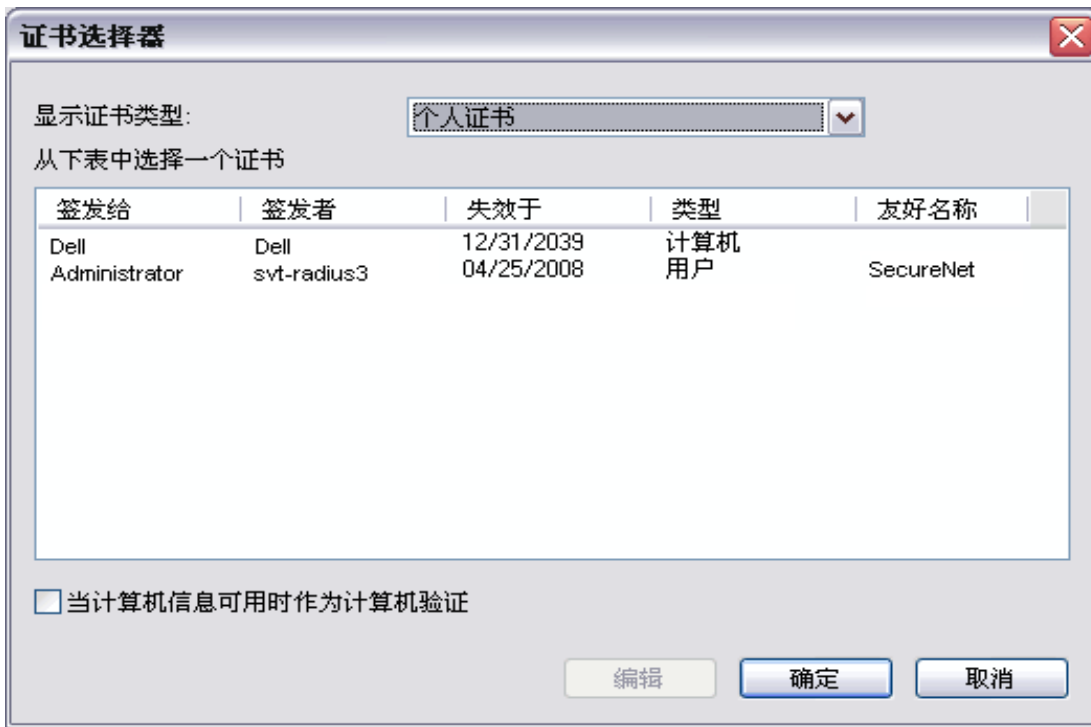 证书选择器
显示证书类型: 个人证书
从下表中选择一个证书
签发给 签发者 失效于 类型 友好名称
Dell Dell 12/31/2039 计算机
Administrator svt-radius3 04/25/2008 用户 SecureNet
当计算机信息可用时作为计算机验证
编辑 确定 取消